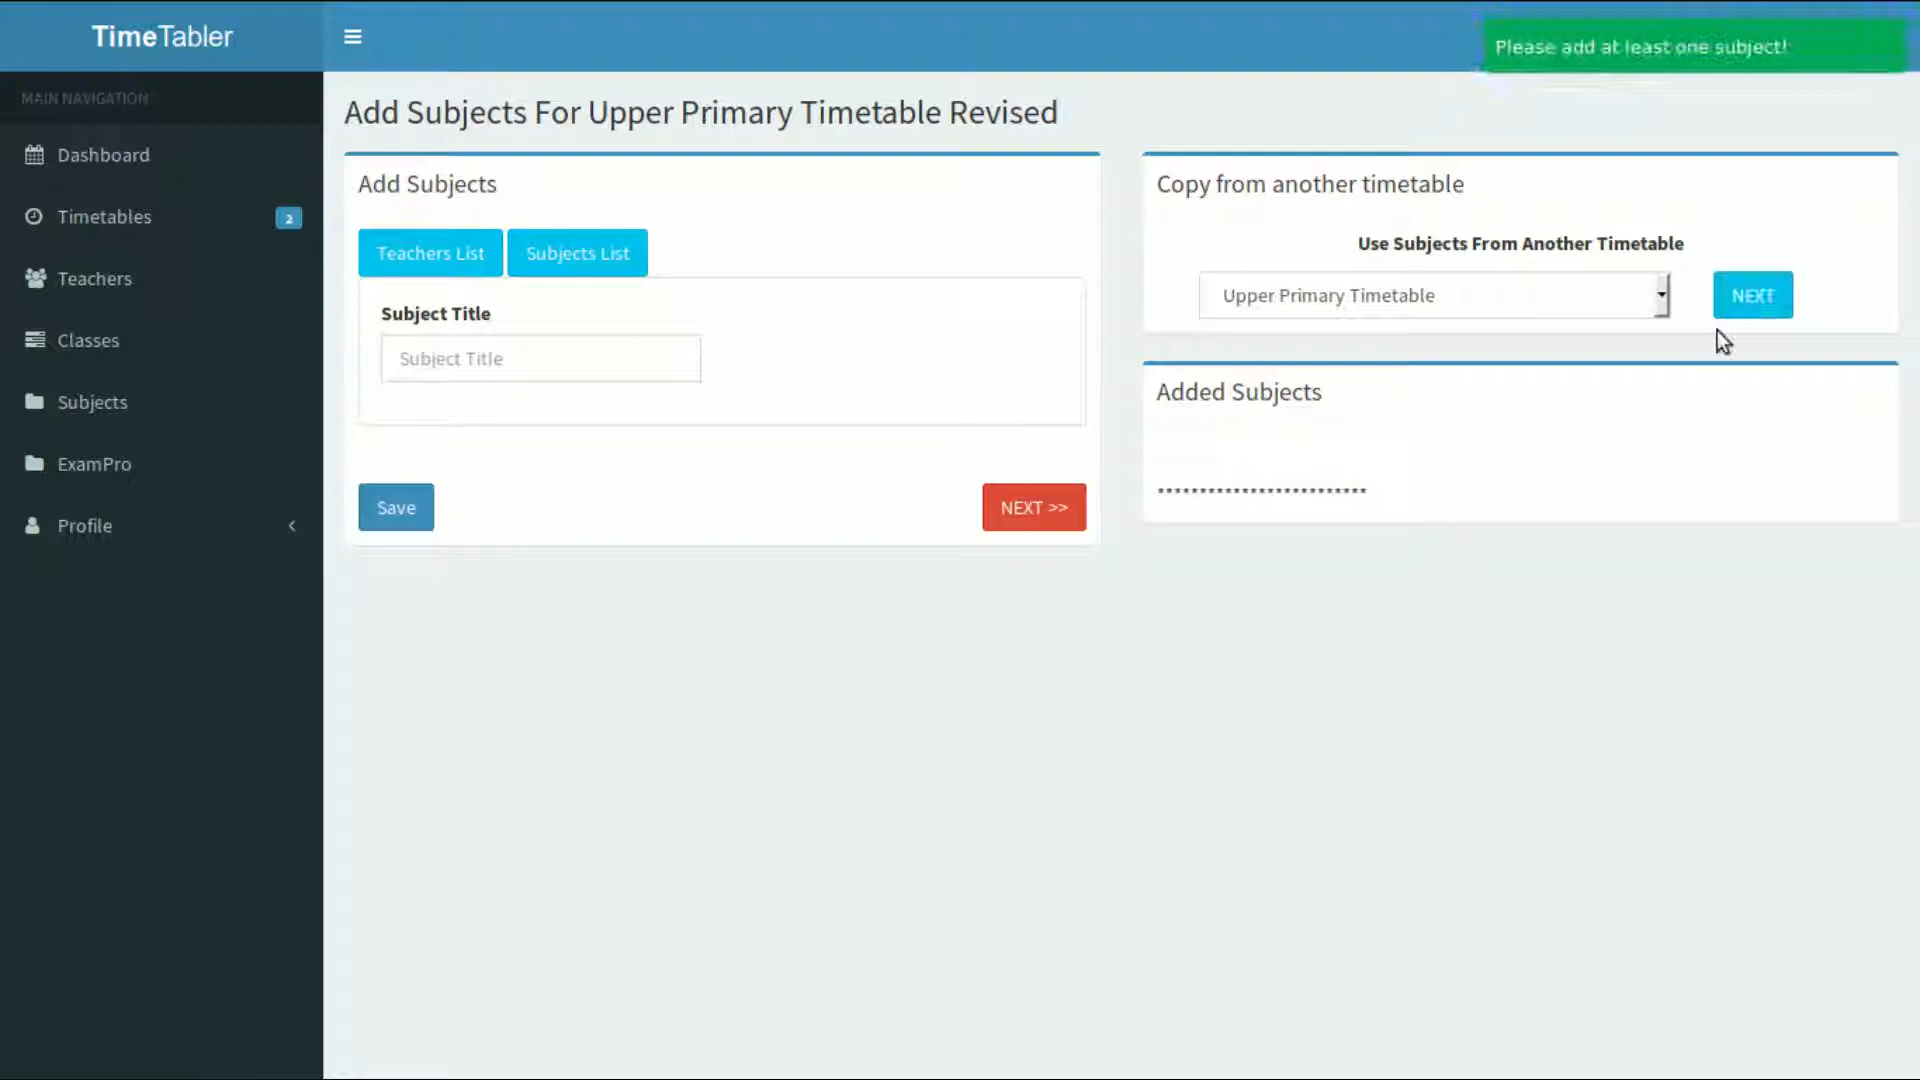 TimeTabler
Please add at least one subject!
MAIN NAVIGATION
Dashboard
Timetables
2
Teachers
Classes
Subjects
ExamPro
Profile
Add Subjects For Upper Primary Timetable Revised
Add Subjects
Teachers List
Subjects List
Subject Title
Subject Title
Save
NEXT >>
Copy from another timetable
Use Subjects From Another Timetable
Upper Primary Timetable
NEXT
Added Subjects
*************************